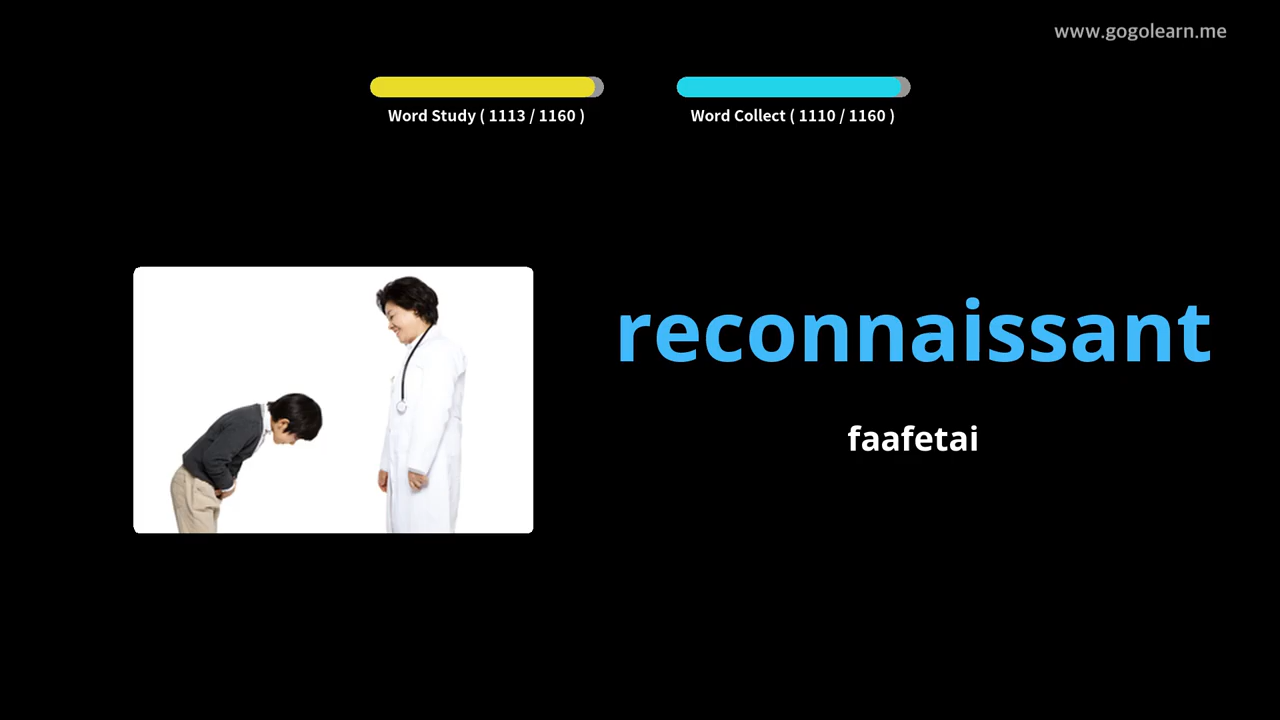 www.gogolearn.me
Word Study ( 1113 / 1160 )
Word Collect ( 1110 / 1160 )
reconnaissant
faafetai